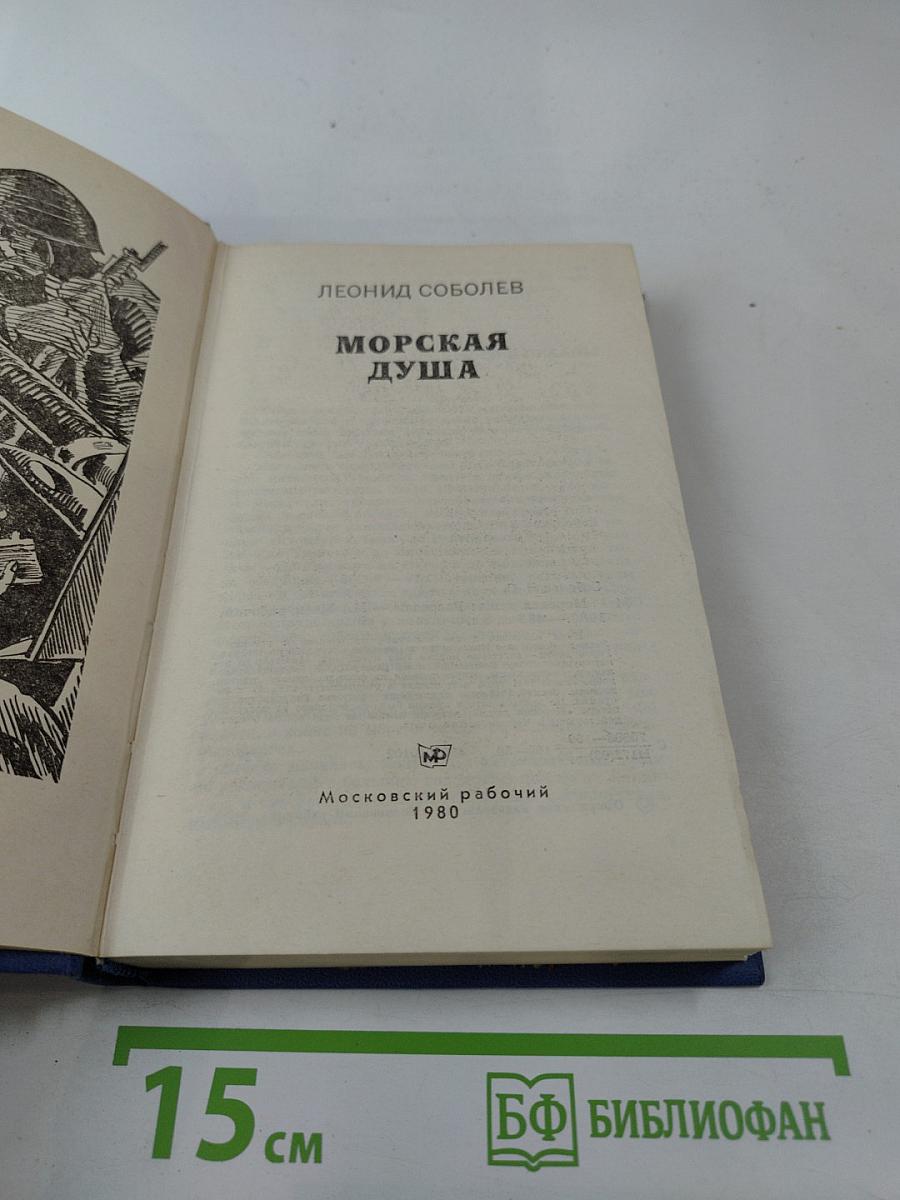 ЛЕОНИД СОБОЛЕВ
МОРСКАЯ
ДУША
МР
Московский рабочий
1980
15 см
БФ БИБЛИОФАН